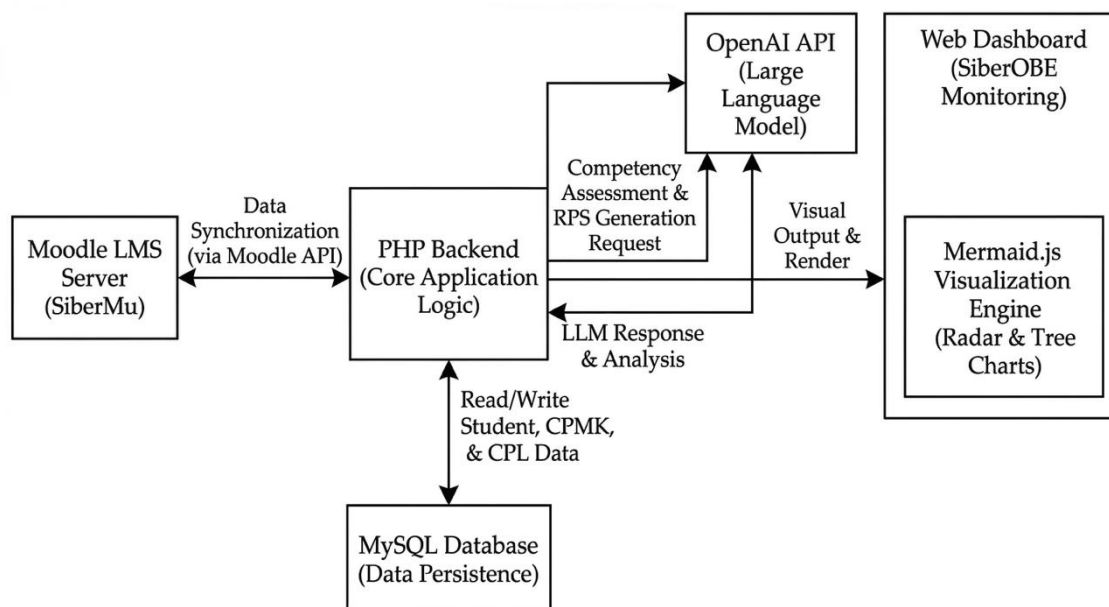 OpenAI API
(Large
Language
Model)
Web Dashboard
(SiberOBE
Monitoring)
Competency
Assessment &
RPS Generation
Request
Data
Synchronization
(via Moodle API)
Moodle LMS
Server
(SiberMu)
PHP Backend
(Core Application
Logic)
Visual
Output &
Render
Mermaid.js
Visualization
Engine
(Radar & Tree
Charts)
LLM Response
& Analysis
Read/Write
Student, CPMK,
& CPL Data
MySQL Database
(Data Persistence)